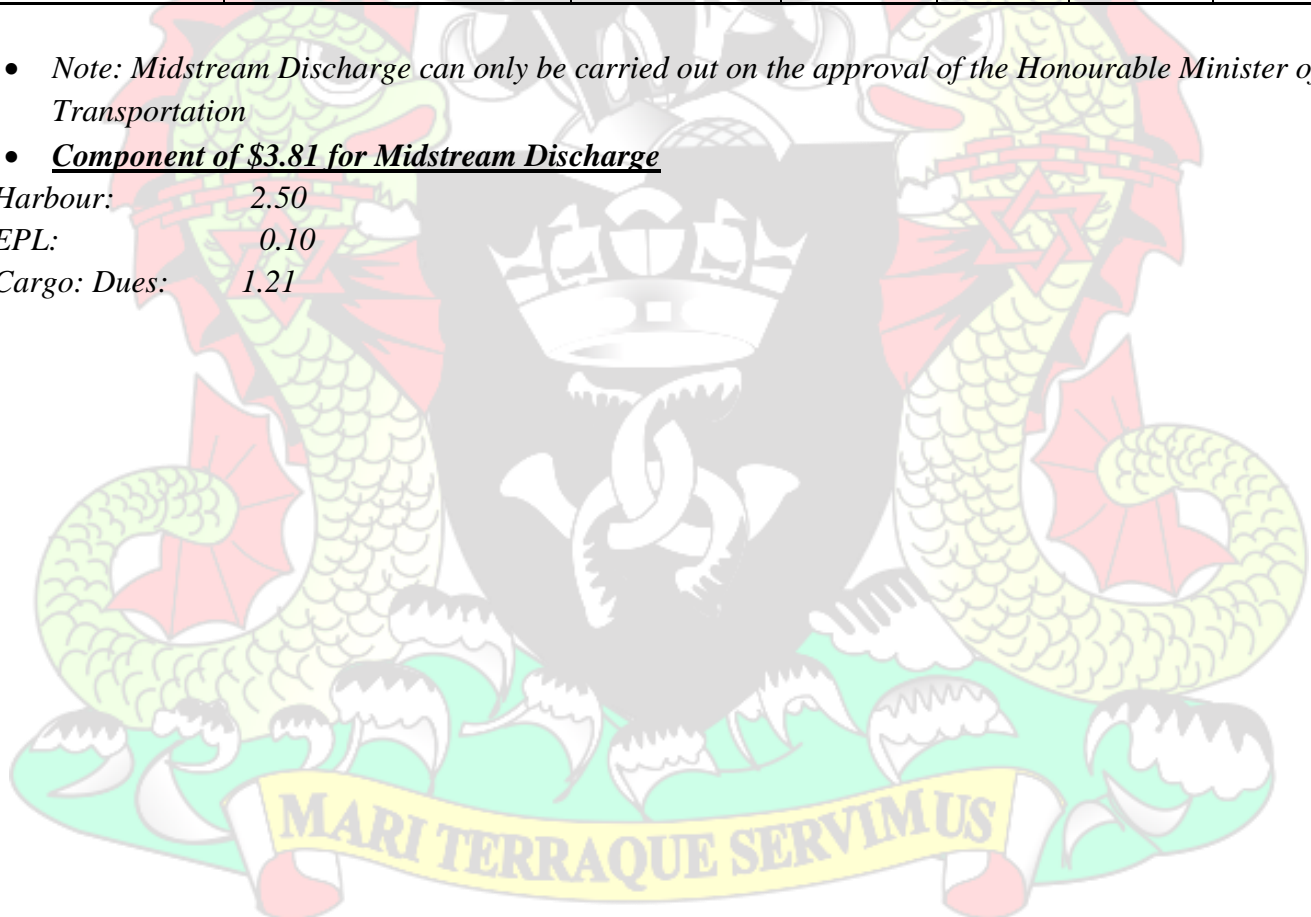 • Note: Midstream Discharge can only be carried out on the approval of the Honourable Minister of
Transportation
• Component of $3.81 for Midstream Discharge
Harbour: 2.50
EPL: 0.10
Cargo: Dues: 1.21
MARI TERRAQUE SERVIMUS